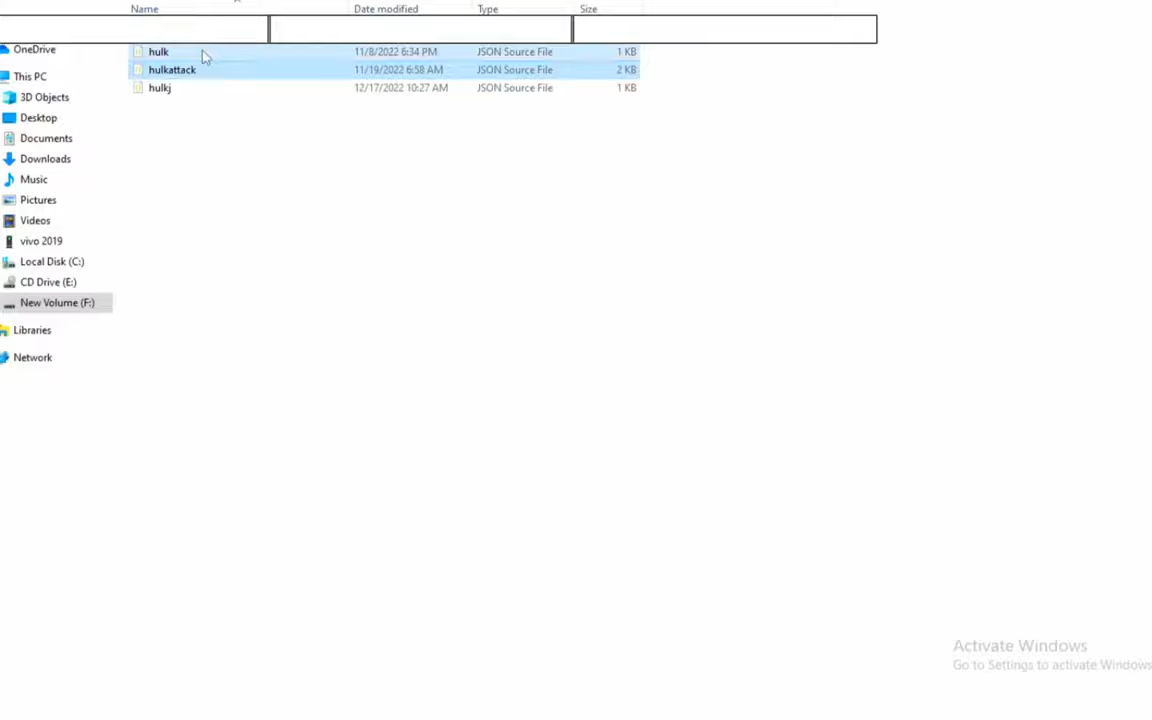 Name Date modified Type Size
OneDrive
hulk 11/8/2022 6:34 PM JSON Source File 1 KB
This PC
hulkattack 11/19/2022 6:58 AM JSON Source File 2 KB
3D Objects
hulkj 12/17/2022 10:27 AM JSON Source File 1 KB
Desktop
Documents
Downloads
Music
Pictures
Videos
vivo 2019
Local Disk (C:)
CD Drive (E:)
New Volume (F:)
Libraries
Network
Activate Windows
Go to Settings to activate Windows